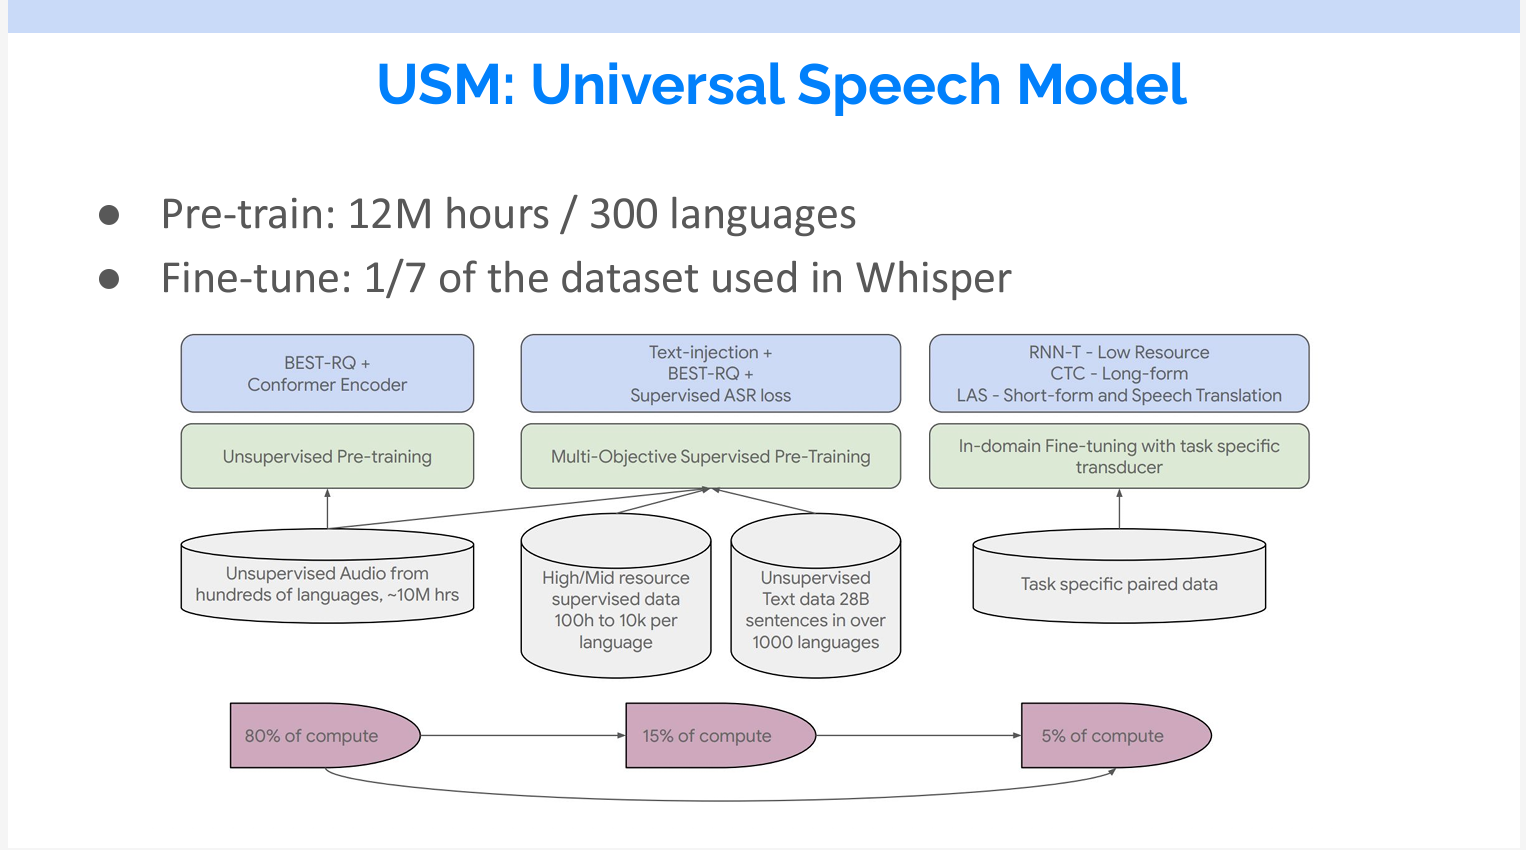 USM: Universal Speech Model
● Pre-train: 12M hours / 300 languages
● Fine-tune: 1/7 of the dataset used in Whisper
BEST-RQ +
Conformer Encoder
Text-injection +
BEST-RQ +
Supervised ASR loss
RNN-T - Low Resource
CTC - Long-form
LAS - Short-form and Speech Translation
Unsupervised Pre-training
Multi-Objective Supervised Pre-Training
In-domain Fine-tuning with task specific
transducer
Unsupervised Audio from
hundreds of languages, ~10M hrs
High/Mid resource
supervised data
100h to 10k per
language
Unsupervised
Text data 28B
sentences in over
1000 languages
Task specific paired data
80% of compute
15% of compute
5% of compute